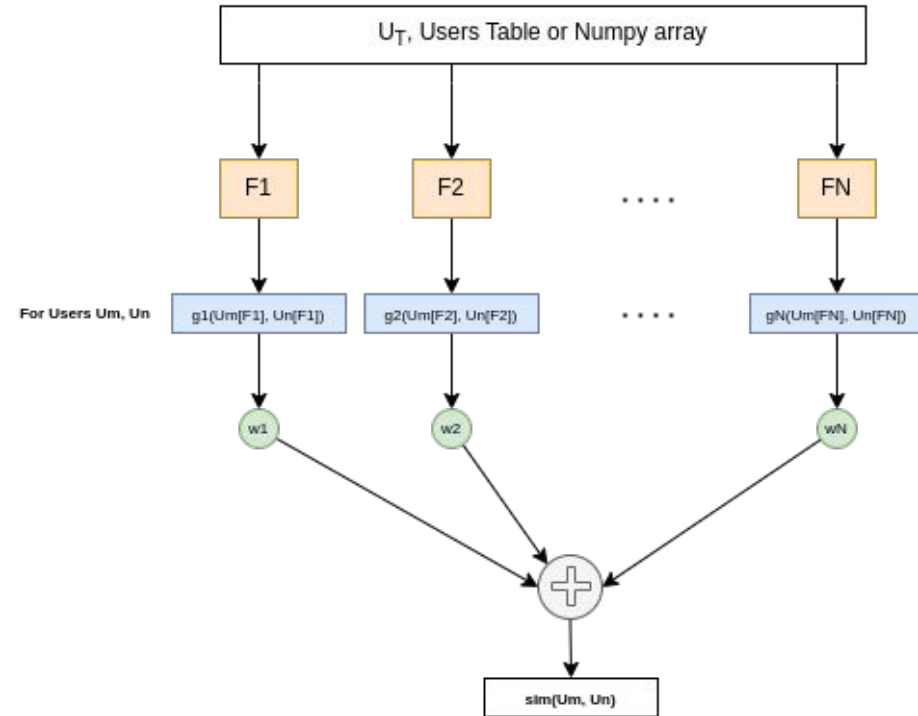 U_T, Users Table or Numpy array
F1 F2 .... FN
For Users Um, Un g1(Um[F1], Un[F1]) g2(Um[F2], Un[F2]) .... gN(Um[FN], Un[FN])
w1 w2 wN
sim(Um, Un)